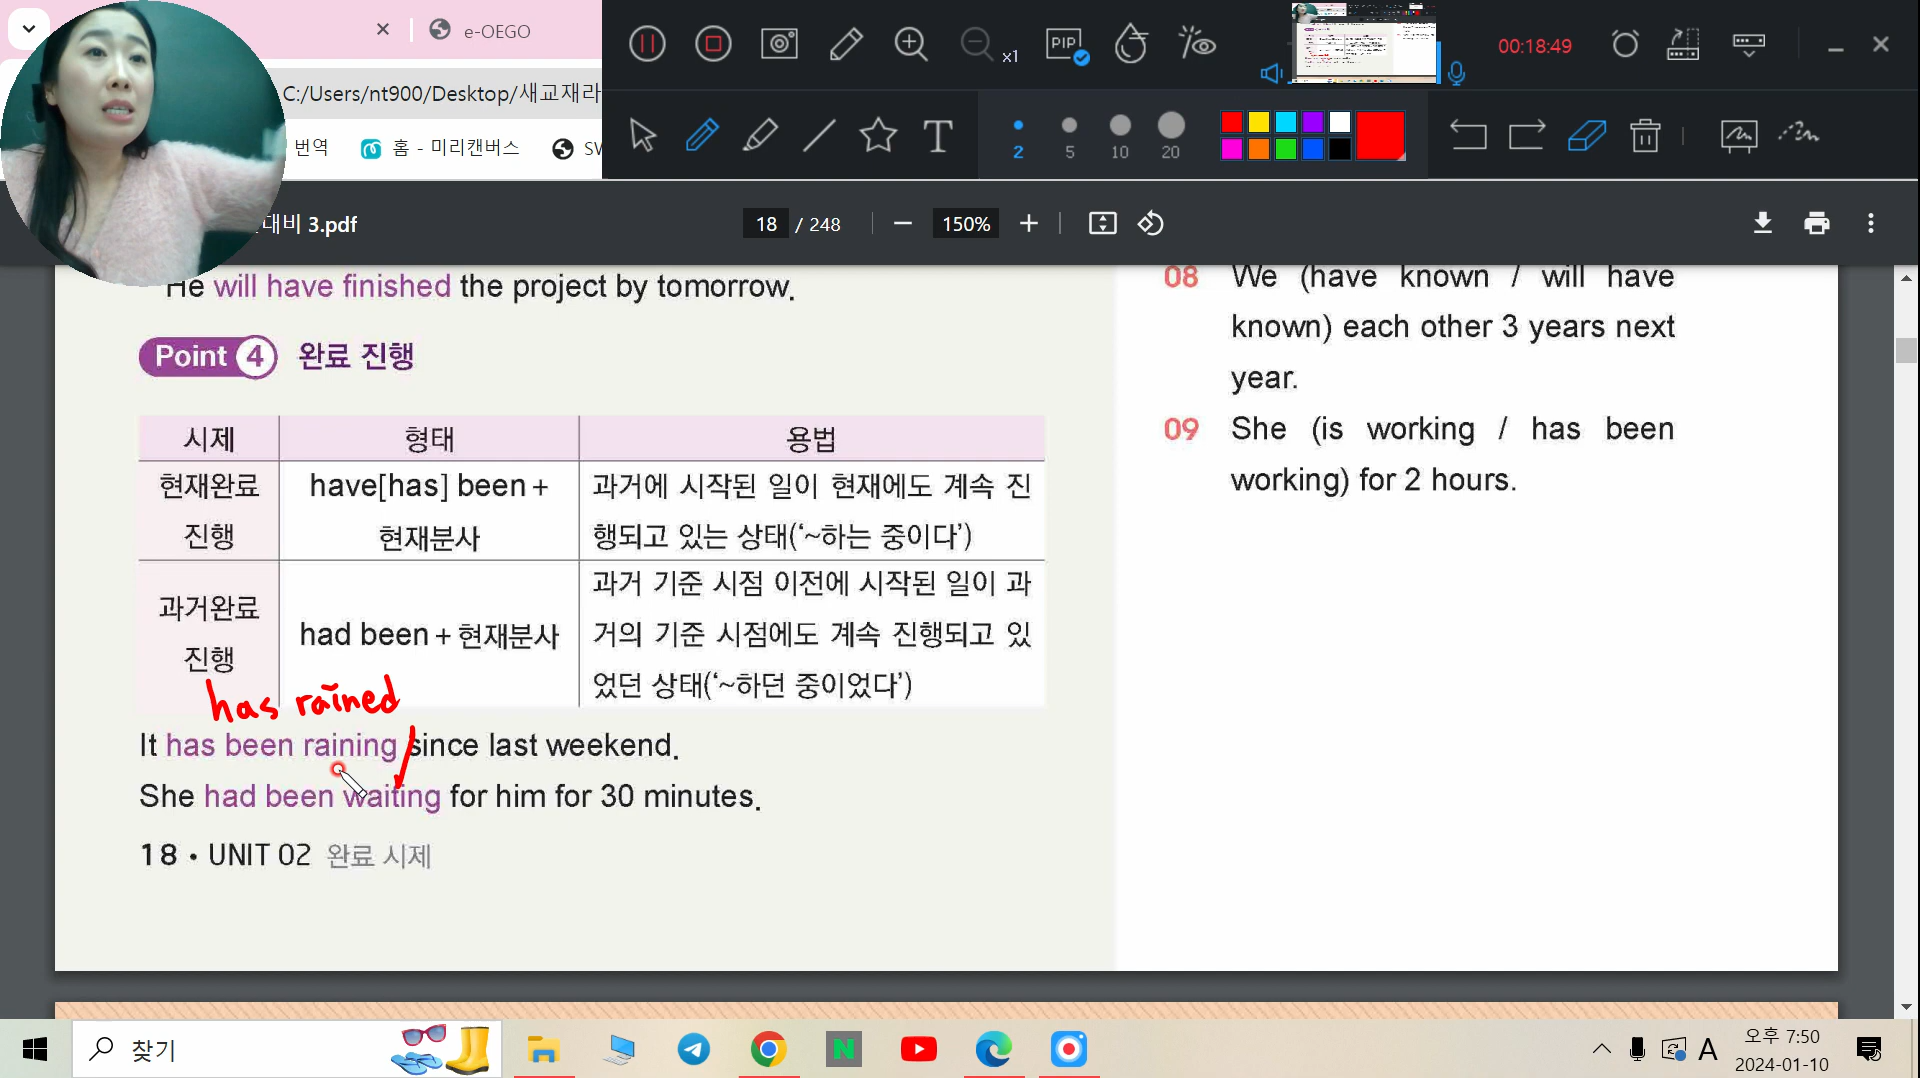 e-OEGO
C:/Users/nt900/Desktop/새교재라
번역
홈 - 미리캔버스
SW
x1
PIP
00:18:49
T
2
5
10
20
대비 3.pdf
18 / 248
150%
He will have finished the project by tomorrow.
Point 4 완료 진행
시제 형태 용법
현재완료 진행
have[has] been + 현재분사
과거에 시작된 일이 현재에도 계속 진
행되고 있는 상태(‘~하는 중이다’)
과거완료 진행
had been + 현재분사
과거 기준 시점 이전에 시작된 일이 과
거의 기준 시점에도 계속 진행되고 있
었던 상태(‘~하던 중이었다’)
has rained
It has been raining since last weekend.
She had been waiting for him for 30 minutes.
18 • UNIT 02 완료 시제
08 We (have known / will have
known) each other 3 years next
year.
09 She (is working / has been
working) for 2 hours.
찾기
N
A
오후 7:50
2024-01-10